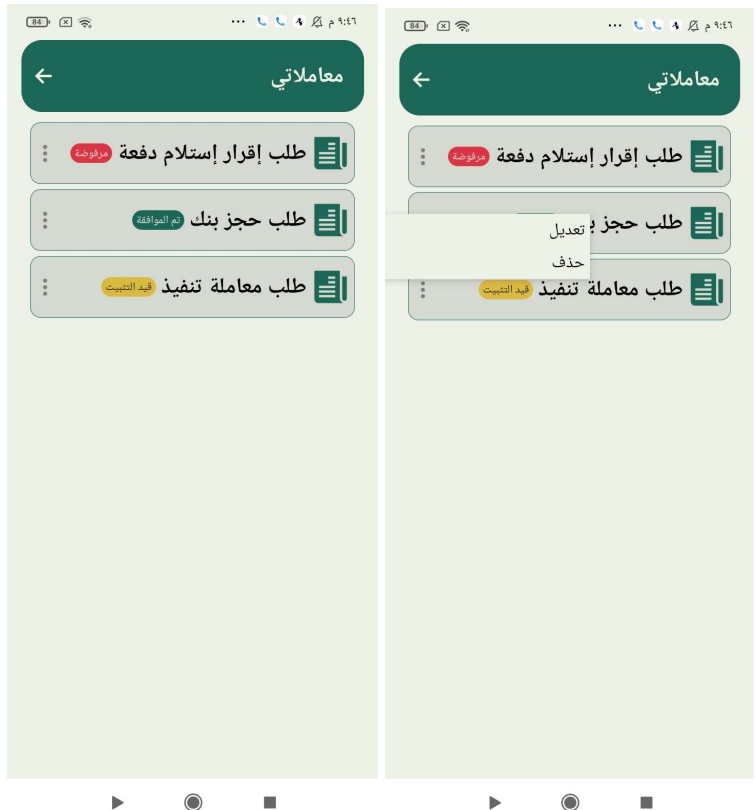 ٩:٤٦ م
84
معاملاتي
طلب إقرار إستلام دفعة مرفوضة
طلب حجز بنك تم الموافقة
طلب معاملة تنفيذ قيد التثبيت
٩:٤٦ م
84
معاملاتي
طلب إقرار إستلام دفعة مرفوضة
طلب حجز ب
تعديل
حذف
طلب معاملة تنفيذ قيد التثبيت